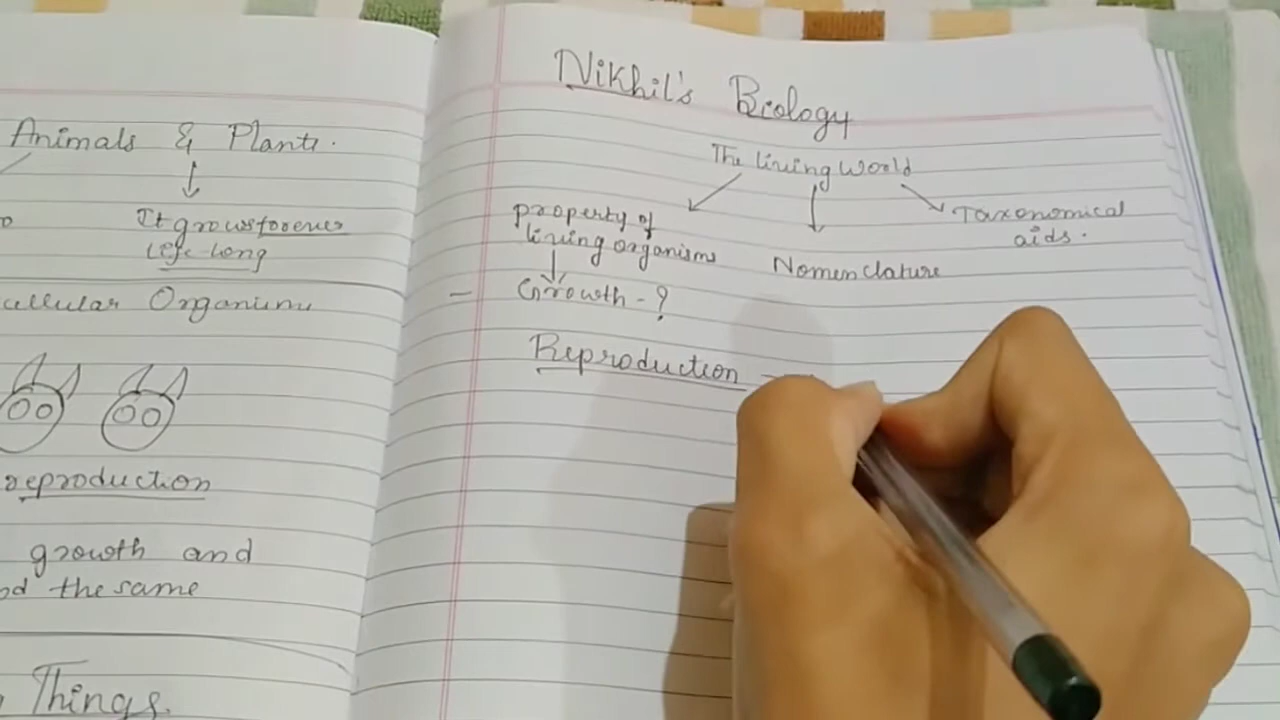 Animals & Plants.
It grows forever
life long
cellular Organism
reproduction
growth and
the same
Things.
Nikhil's Biology
The living World
property of
living organisms
Nomenclature
Taxonomical
aids.
- Growth - ?
Reproduction -